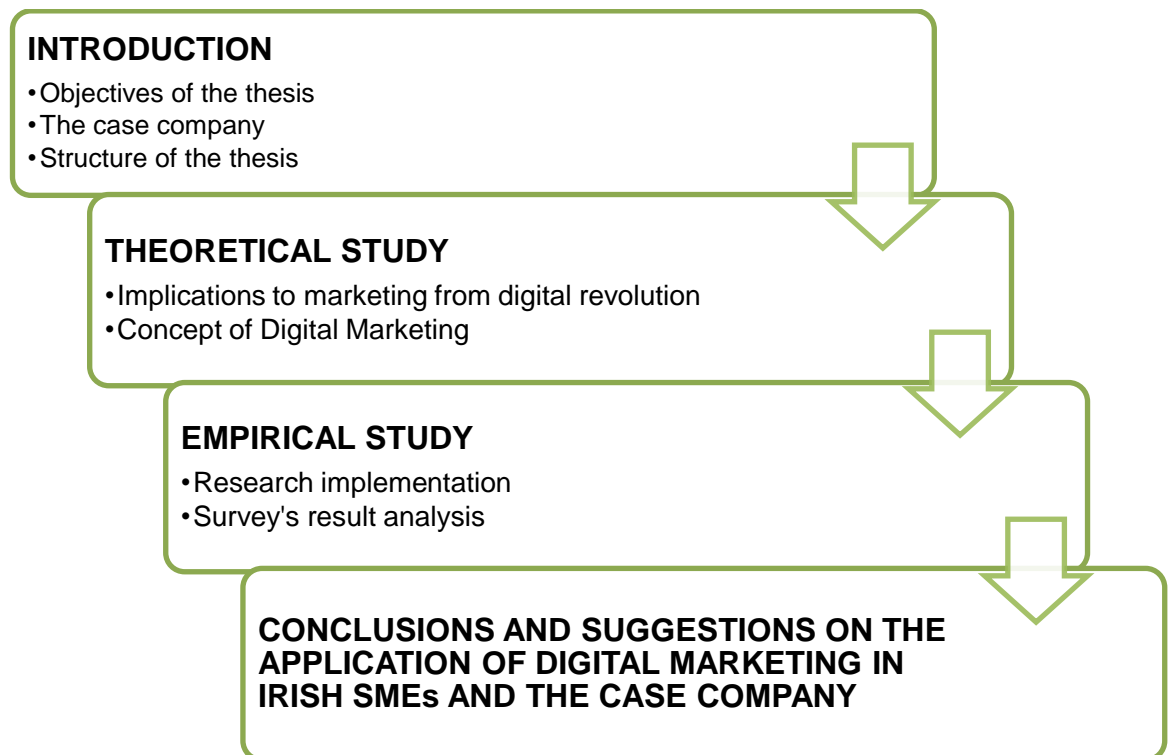 INTRODUCTION
•Objectives of the thesis
•The case company
•Structure of the thesis
THEORETICAL STUDY
•Implications to marketing from digital revolution
•Concept of Digital Marketing
EMPIRICAL STUDY
•Research implementation
•Survey's result analysis
CONCLUSIONS AND SUGGESTIONS ON THE
APPLICATION OF DIGITAL MARKETING IN
IRISH SMEs AND THE CASE COMPANY